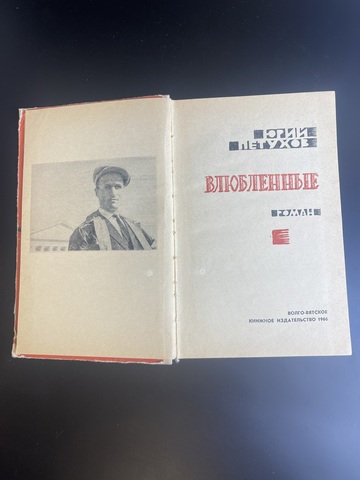 ЮРИЙ
ПЕТУХОВ
ВЛЮБЛЕННЫЕ
РОМАН
ВОЛГО-ВЯТСКОЕ
КНИЖНОЕ ИЗДАТЕЛЬСТВО 1966